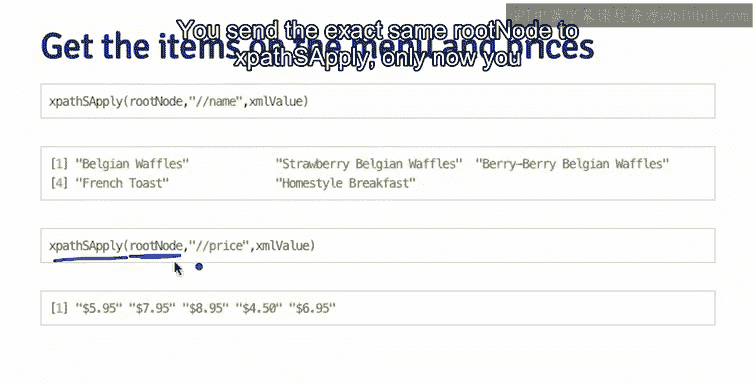 You send the exact same rootNode to
xpathSApply, only now you
Get the items on the menu and prices
xpathSApply(rootNode,"//name",xmlValue)
[1] "Belgian Waffles" "Strawberry Belgian Waffles" "Berry-Berry Belgian Waffles"
[4] "French Toast" "Homestyle Breakfast"
xpathSApply(rootNode,"//price",xmlValue)
[1] "$5.95" "$7.95" "$8.95" "$4.50" "$6.95"